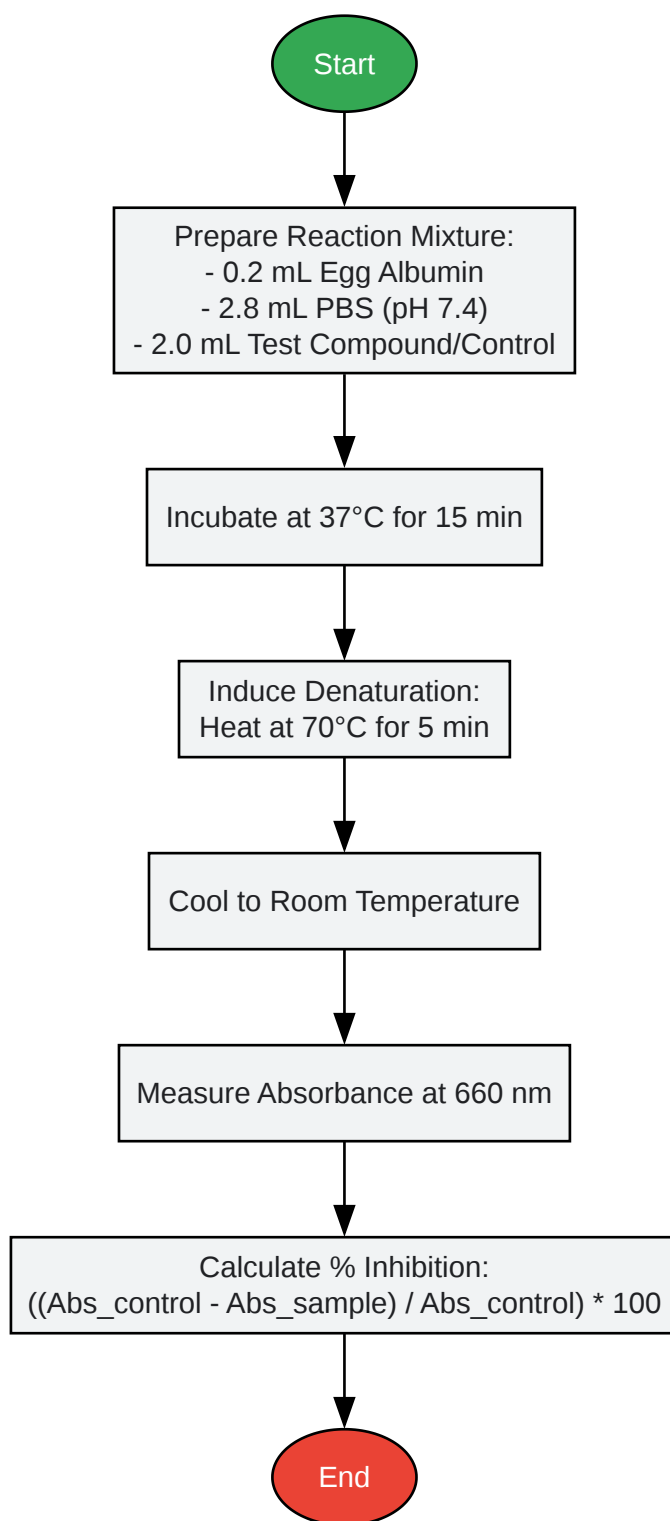 Start
Prepare Reaction Mixture:
- 0.2 mL Egg Albumin
- 2.8 mL PBS (pH 7.4)
- 2.0 mL Test Compound/Control
Incubate at 37°C for 15 min
Induce Denaturation:
Heat at 70°C for 5 min
Cool to Room Temperature
Measure Absorbance at 660 nm
Calculate % Inhibition:
((Abs_control - Abs_sample) / Abs_control) * 100
End